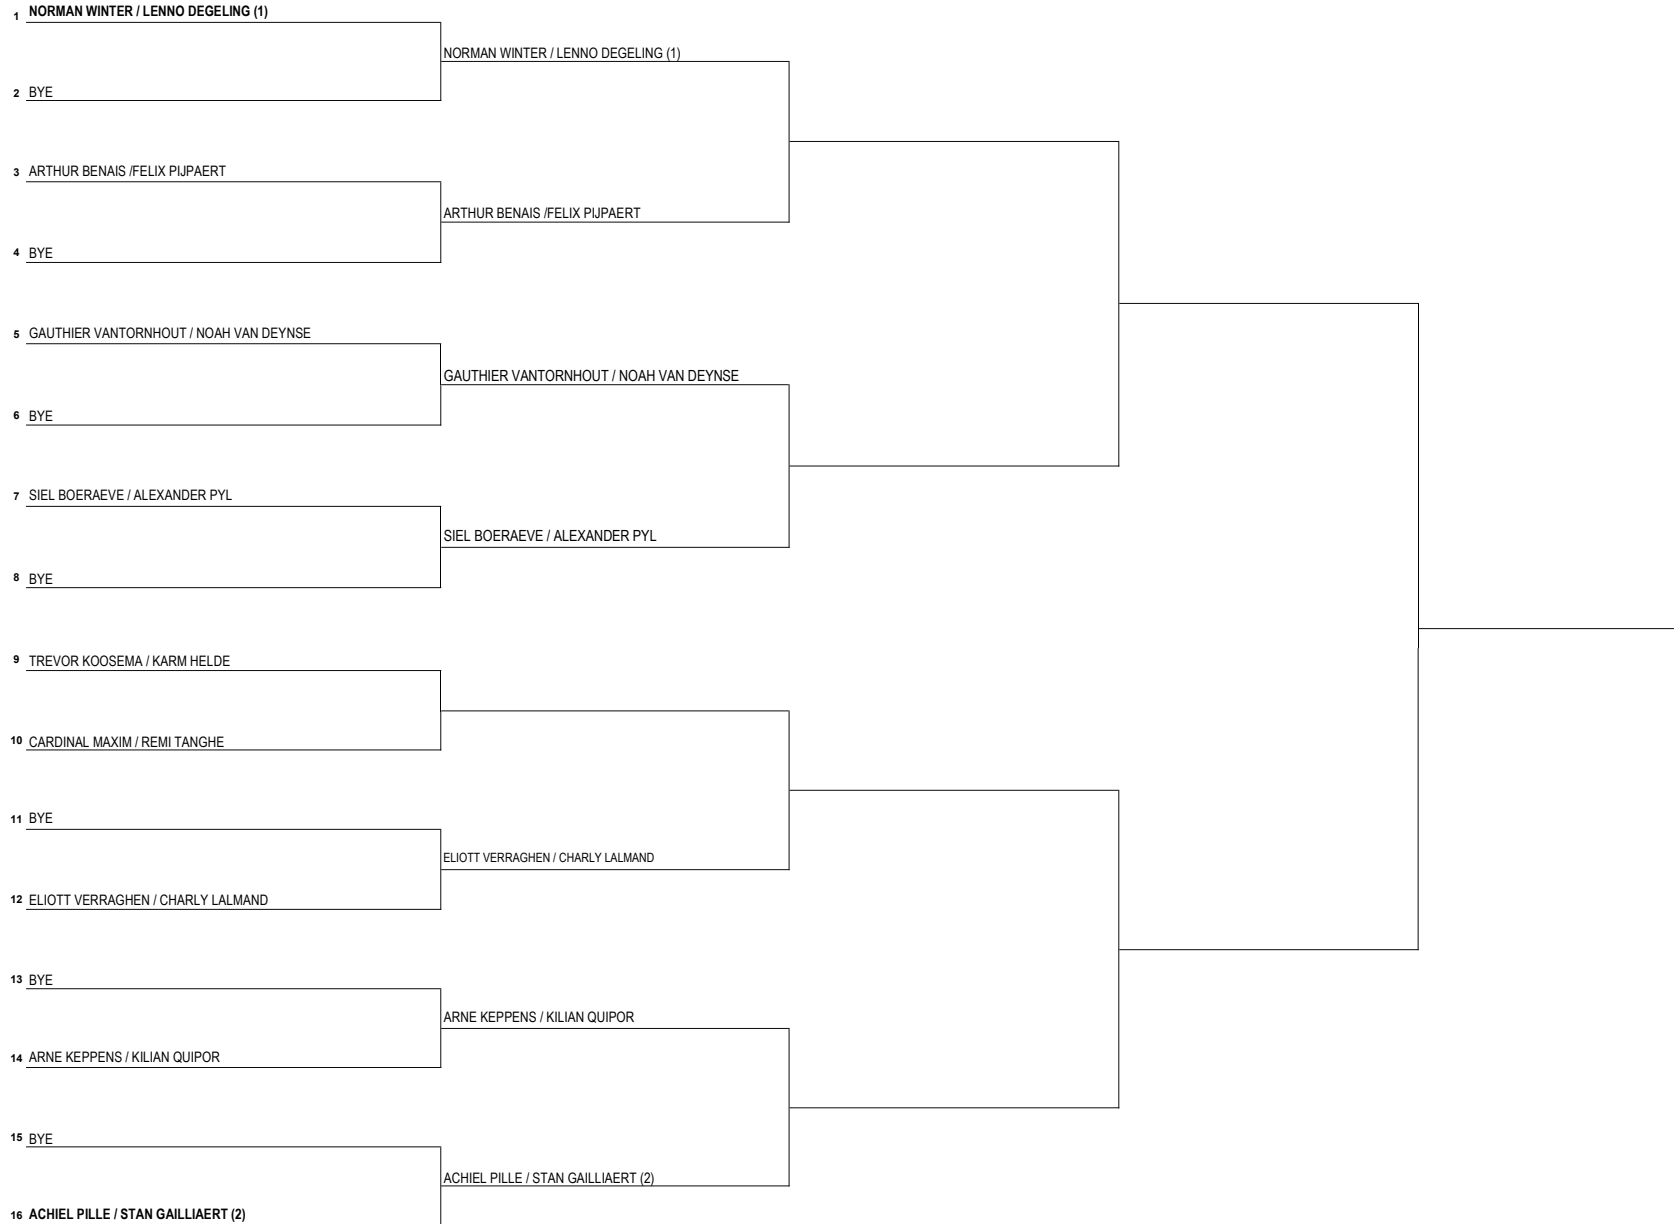 1 NORMAN WINTER / LENNO DEGELING (1)
NORMAN WINTER / LENNO DEGELING (1)
2 BYE
3 ARTHUR BENAIS /FELIX PIJPAERT
ARTHUR BENAIS /FELIX PIJPAERT
4 BYE
5 GAUTHIER VANTORNHOUT / NOAH VAN DEYNSE
GAUTHIER VANTORNHOUT / NOAH VAN DEYNSE
6 BYE
7 SIEL BOERAEVE / ALEXANDER PYL
SIEL BOERAEVE / ALEXANDER PYL
8 BYE
9 TREVOR KOOSEMA / KARM HELDE
10 CARDINAL MAXIM / REMI TANGHE
11 BYE
ELIOTT VERRAGHEN / CHARLY LALMAND
12 ELIOTT VERRAGHEN / CHARLY LALMAND
13 BYE
ARNE KEPPENS / KILIAN QUIPOR
14 ARNE KEPPENS / KILIAN QUIPOR
15 BYE
ACHIEL PILLE / STAN GAILLIAERT (2)
16 ACHIEL PILLE / STAN GAILLIAERT (2)